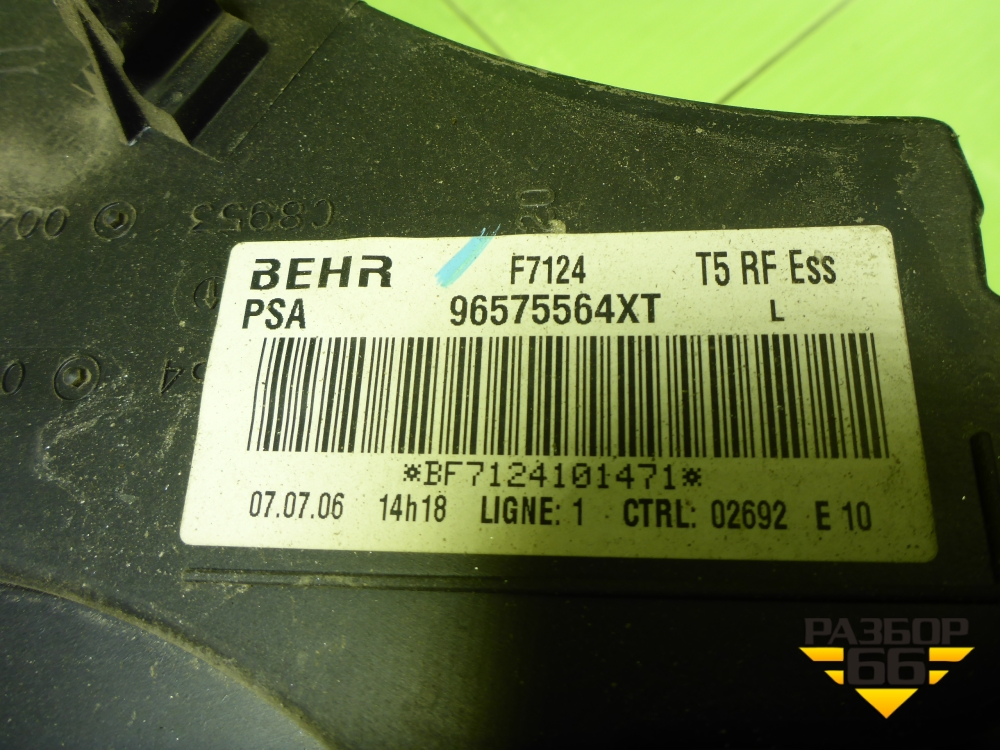 C8953 © 004
BEHR F7124 T5 RF Ess
PSA 96575564XT L
*BF7124101471*
07.07.06 14h18 LIGNE: 1 CTRL: 02692 E 10
РАЗБОР
66